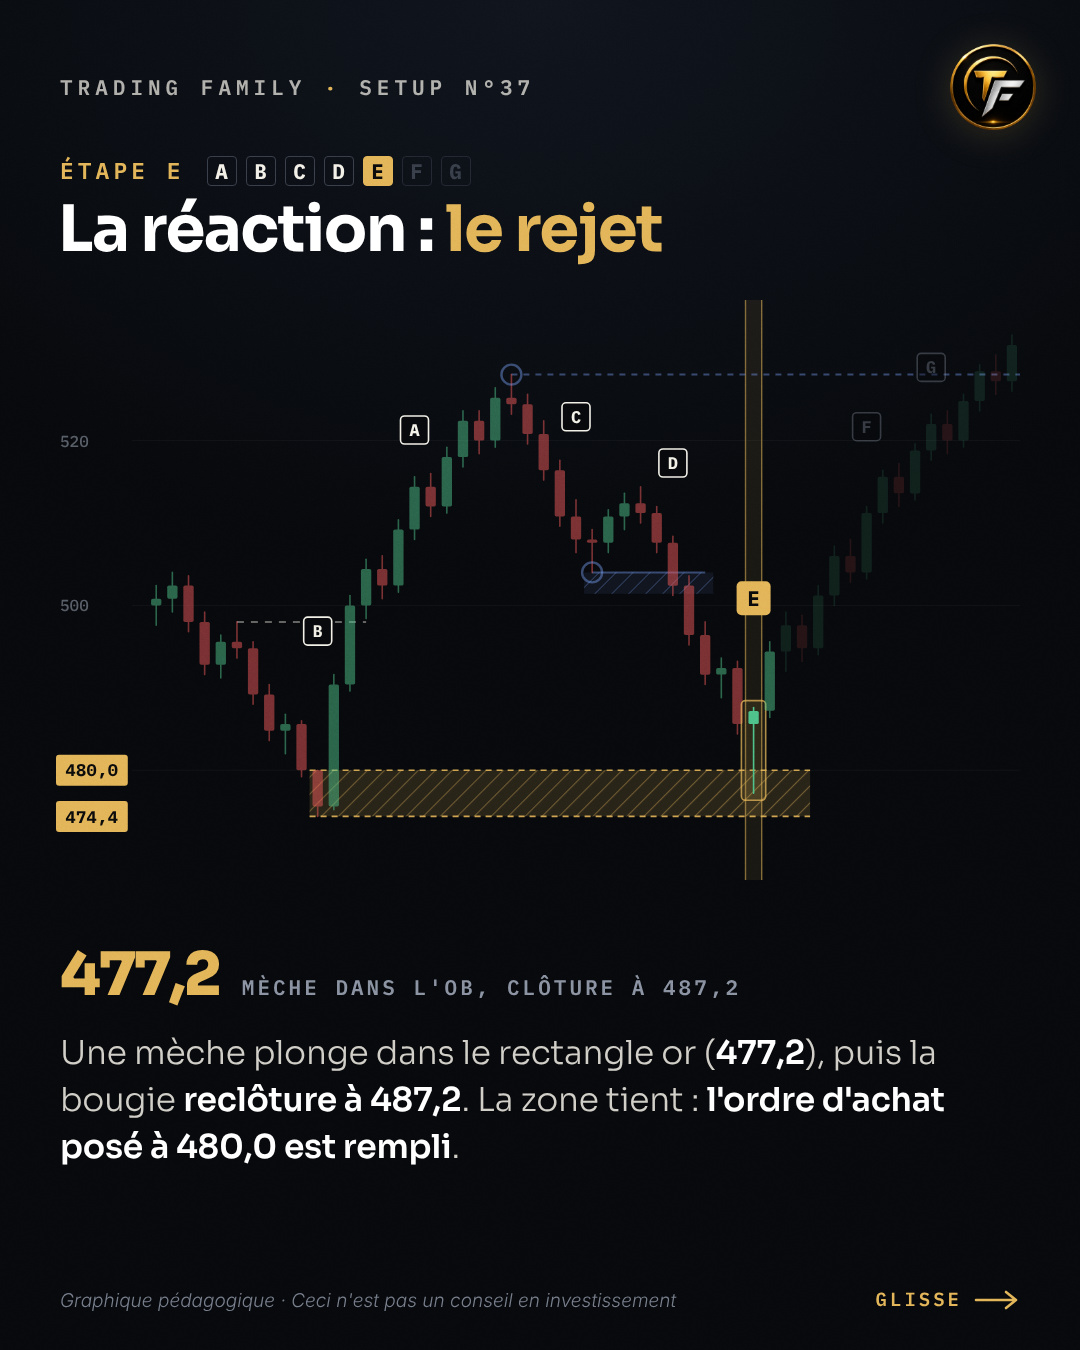 TRADING FAMILY · SETUP N°37
TF
ÉTAPE E A B C D E F G
La réaction : le rejet
G
A
C
F
520
D
E
500
B
480,0
474,4
477,2 MÈCHE DANS L'OB, CLÔTURE À 487,2
Une mèche plonge dans le rectangle or (477,2), puis la
bougie reclôture à 487,2. La zone tient : l'ordre d'achat
posé à 480,0 est rempli.
Graphique pédagogique · Ceci n'est pas un conseil en investissement
GLISSE →